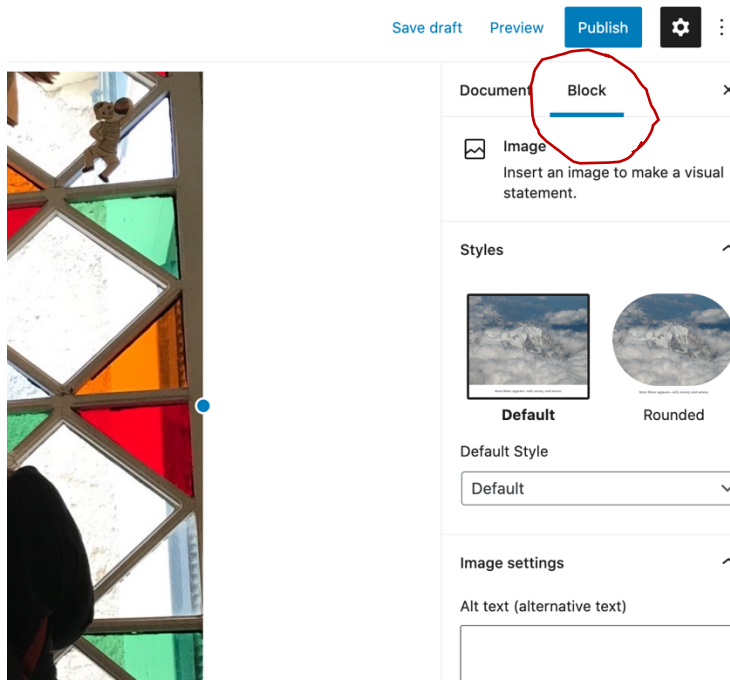 Save draft Preview Publish
Document Block
Image
Insert an image to make a visual
statement.
Styles
Default Rounded
Default Style
Default
Image settings
Alt text (alternative text)